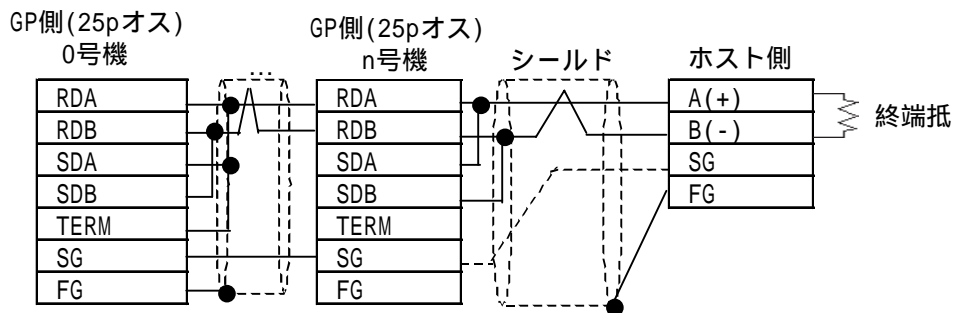 GP側(25pオス)
0号機
RDA
RDB
SDA
SDB
TERM
SG
FG
...
GP側(25pオス)
n号機
RDA
RDB
SDA
SDB
TERM
SG
FG
シールド
ホスト側
A(+)
B(-)
SG
FG
終端抵